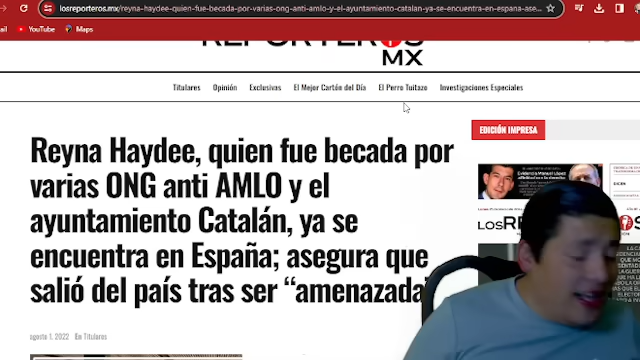 losreporteros.mx/reyna-haydee-quien-fue-becada-por-varias-ong-anti-amlo-y-el-ayuntamiento-catalan-ya-se-encuentra-en-espana-ase...
YouTube Maps
REPORTEROS
MX
Titulares Opinión Exclusivas El Mejor Cartón del Día El Perro Tuitazo Investigaciones Especiales
Reyna Haydee, quien fue becada por
varias ONG anti AMLO y el
ayuntamiento Catalán, ya se
encuentra en España; asegura que
salió del país tras ser “amenazada”
agosto 1, 2022 En Titulares
EDICIÓN IMPRESA